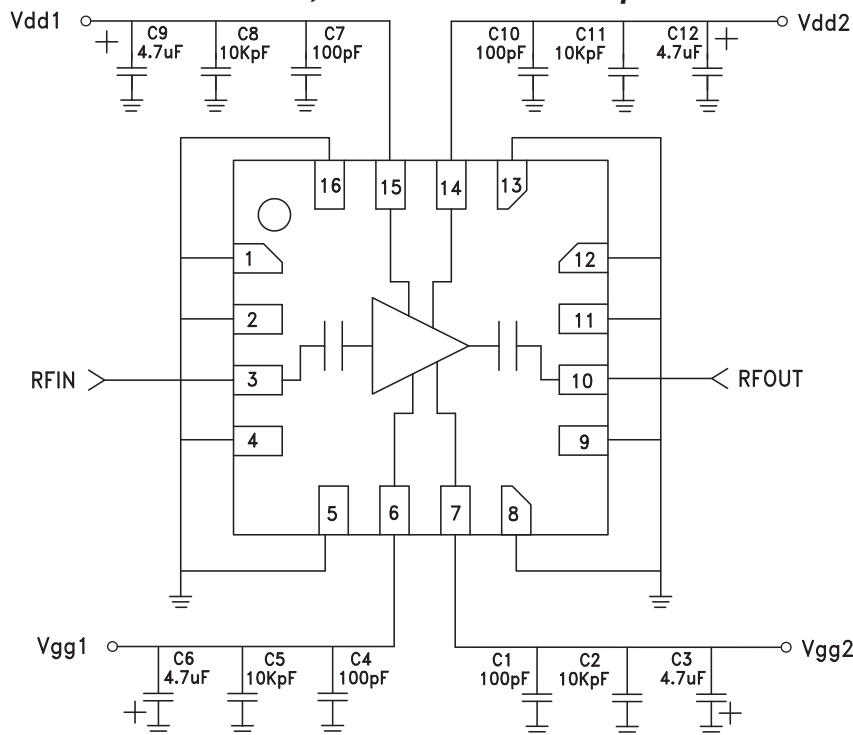 Vdd1
C9
4.7uF
C8
10KpF
C7
100pF
C10
100pF
C11
10KpF
C12
4.7uF
Vdd2
+
+
16
15
14
13
1
12
2
11
RFIN
3
10
RFOUT
4
9
5
6
7
8
Vgg1
C6
4.7uF
C5
10KpF
C4
100pF
C1
100pF
C2
10KpF
C3
4.7uF
Vgg2
+
+